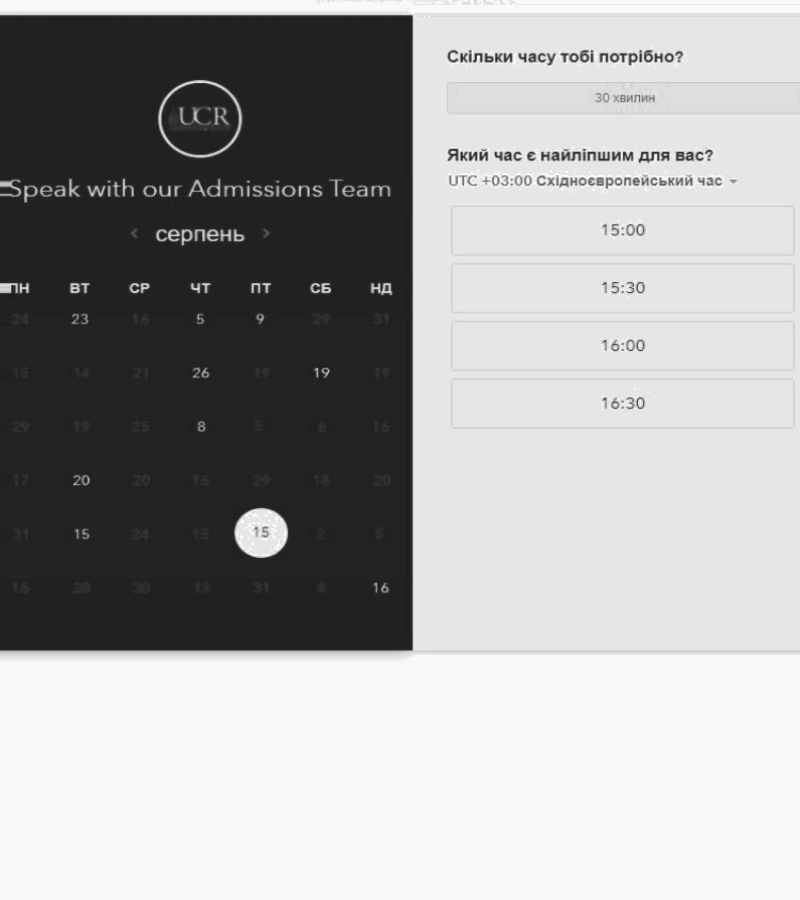 UCR
Speak with our Admissions Team
‹ серпень ›
ПН ВТ СР ЧТ ПТ СБ НД
24 23 16 5 9 29 31
15 14 21 26 19 19 19
29 19 25 8 5 6 16
17 20 20 16 29 18 20
31 15 24 15 15 2 5
16 28 30 13 31 4 16
Скільки часу тобі потрібно?
30 хвилин
Який час є найліпшим для вас?
UTC +03:00 Східноєвропейський час
15:00
15:30
16:00
16:30